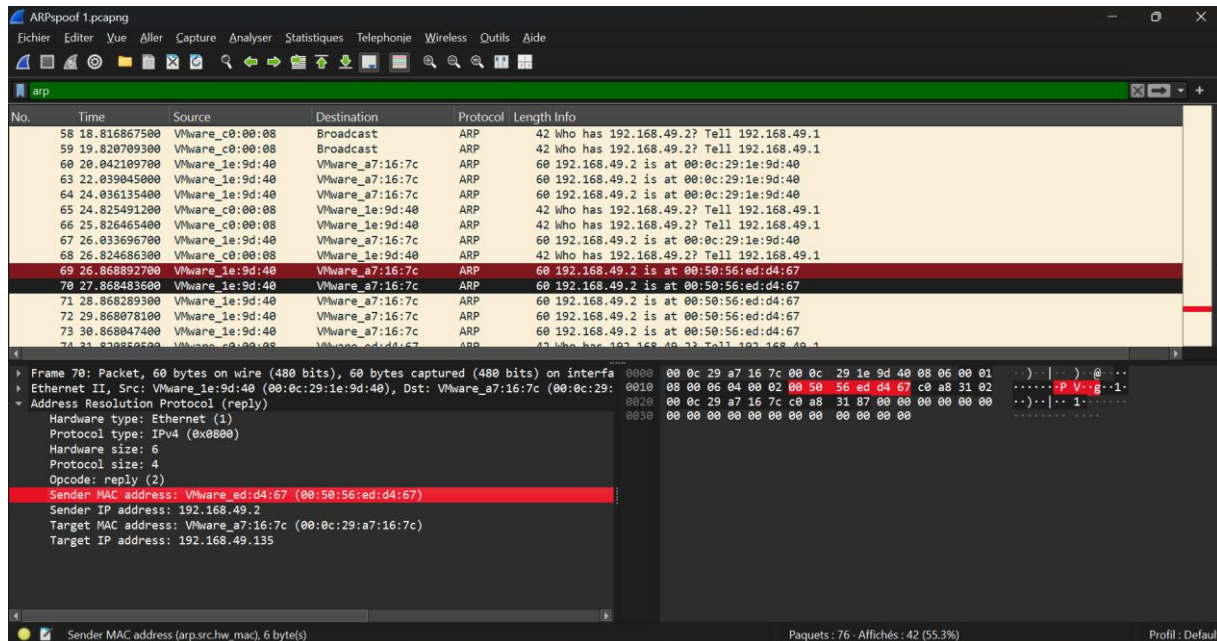 ARPspoof 1.pcapng
Fichier Editer Vue Aller Capture Analyser Statistiques Telephonie Wireless Outils Aide
arp
No. Time Source Destination Protocol Length Info
58 18.816867500 VMware_c0:00:08 Broadcast ARP 42 Who has 192.168.49.2? Tell 192.168.49.1
59 19.820709300 VMware_c0:00:08 Broadcast ARP 42 Who has 192.168.49.2? Tell 192.168.49.1
60 20.042109700 VMware_1e:9d:40 VMware_a7:16:7c ARP 60 192.168.49.2 is at 00:0c:29:1e:9d:40
63 22.039045000 VMware_1e:9d:40 VMware_a7:16:7c ARP 60 192.168.49.2 is at 00:0c:29:1e:9d:40
64 24.036135400 VMware_1e:9d:40 VMware_a7:16:7c ARP 60 192.168.49.2 is at 00:0c:29:1e:9d:40
65 24.825491200 VMware_c0:00:08 VMware_1e:9d:40 ARP 42 Who has 192.168.49.2? Tell 192.168.49.1
66 25.826465400 VMware_c0:00:08 VMware_1e:9d:40 ARP 42 Who has 192.168.49.2? Tell 192.168.49.1
67 26.033696700 VMware_1e:9d:40 VMware_a7:16:7c ARP 60 192.168.49.2 is at 00:0c:29:1e:9d:40
68 26.824686300 VMware_c0:00:08 VMware_1e:9d:40 ARP 42 Who has 192.168.49.2? Tell 192.168.49.1
69 26.868892700 VMware_1e:9d:40 VMware_a7:16:7c ARP 60 192.168.49.2 is at 00:50:56:ed:d4:67
70 27.868483600 VMware_1e:9d:40 VMware_a7:16:7c ARP 60 192.168.49.2 is at 00:50:56:ed:d4:67
71 28.868289300 VMware_1e:9d:40 VMware_a7:16:7c ARP 60 192.168.49.2 is at 00:50:56:ed:d4:67
72 29.868078100 VMware_1e:9d:40 VMware_a7:16:7c ARP 60 192.168.49.2 is at 00:50:56:ed:d4:67
73 30.868047400 VMware_1e:9d:40 VMware_a7:16:7c ARP 60 192.168.49.2 is at 00:50:56:ed:d4:67
74 31.820850500 VMware_c0:00:08 VMware_ed:d4:67 ARP 42 Who has 192.168.49.2? Tell 192.168.49.1
Frame 70: Packet, 60 bytes on wire (480 bits), 60 bytes captured (480 bits) on interfa
Ethernet II, Src: VMware_1e:9d:40 (00:0c:29:1e:9d:40), Dst: VMware_a7:16:7c (00:0c:29:
Address Resolution Protocol (reply)
Hardware type: Ethernet (1)
Protocol type: IPv4 (0x0800)
Hardware size: 6
Protocol size: 4
Opcode: reply (2)
Sender MAC address: VMware_ed:d4:67 (00:50:56:ed:d4:67)
Sender IP address: 192.168.49.2
Target MAC address: VMware_a7:16:7c (00:0c:29:a7:16:7c)
Target IP address: 192.168.49.135
0000 00 0c 29 a7 16 7c 00 0c 29 1e 9d 40 08 06 00 01 ··)··|·· )··@····
0010 08 00 06 04 00 02 00 50 56 ed d4 67 c0 a8 31 02 ·······P V··g··1·
0020 00 0c 29 a7 16 7c c0 a8 31 87 00 00 00 00 00 00 ··)··|·· 1·······
0030 00 00 00 00 00 00 00 00 00 00 00 00 ········ ····
Sender MAC address (arp.src.hw_mac), 6 byte(s)
Paquets : 76 · Affichés : 42 (55.3%)
Profil : Defaul